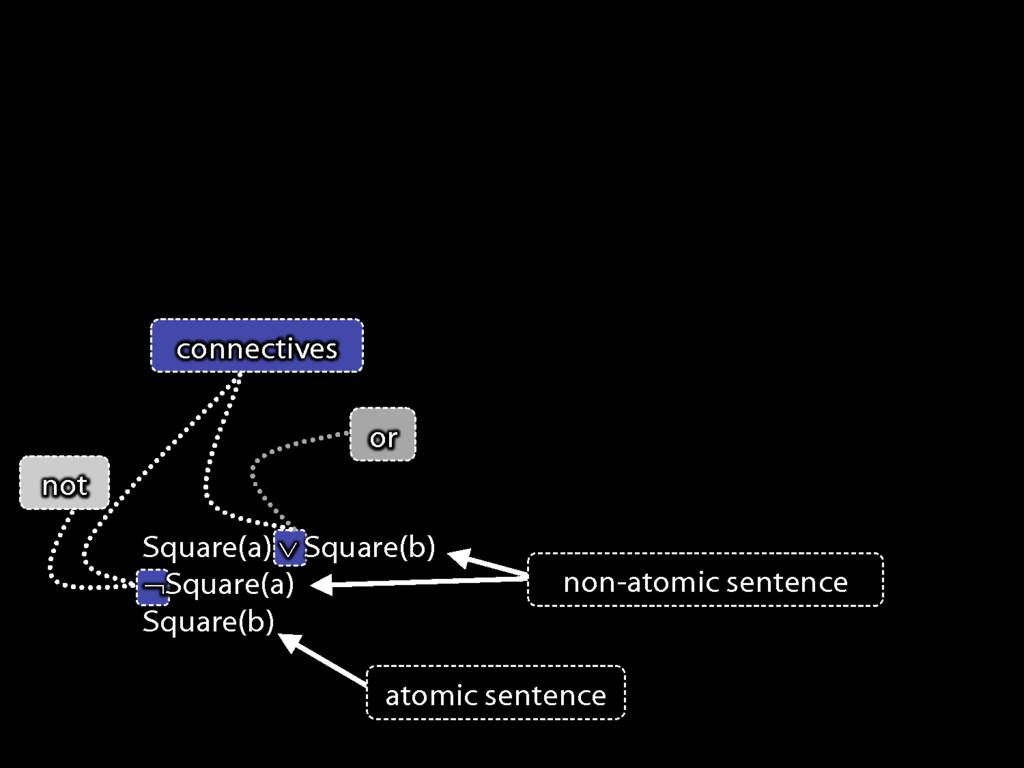 connectives
or
not
Square(a)∨Square(b)
¬Square(a)
non-atomic sentence
Square(b)
atomic sentence